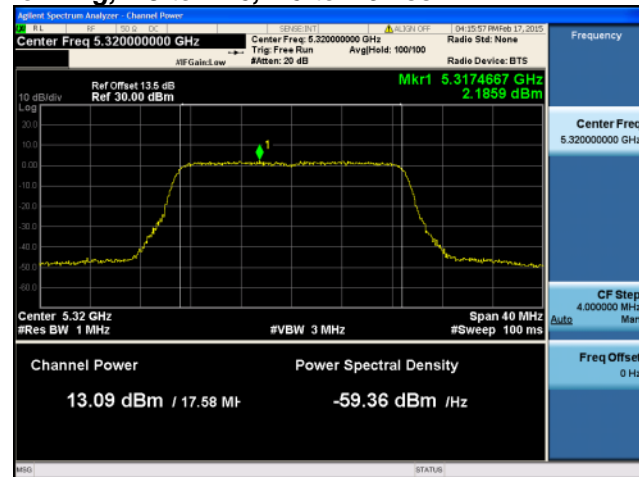 Agilent Spectrum Analyzer - Channel Power
RL RF 50 Ω DC SENSE:INT ALIGN OFF 04:15:57 PM Feb 17, 2015
Center Freq 5.320000000 GHz
Center Freq: 5.320000000 GHz
Radio Std: None
Trig: Free Run Avg|Hold: 100/100
#IFGain:Low #Atten: 20 dB Radio Device: BTS
Frequency
Ref Offset 13.5 dB
10 dB/div Ref 30.00 dBm
Mkr1 5.3174667 GHz
2.1859 dBm
Log
20.0
10.0
0.00
-10.0
-20.0
-30.0
-40.0
-50.0
-60.0
1
Center 5.32 GHz Span 40 MHz
#Res BW 1 MHz #VBW 3 MHz #Sweep 100 ms
Channel Power Power Spectral Density
13.09 dBm / 17.58 MH -59.36 dBm /Hz
Center Freq
5.320000000 GHz
CF Step
4.000000 MHz
Auto Man
Freq Offset
0 Hz
MSG STATUS